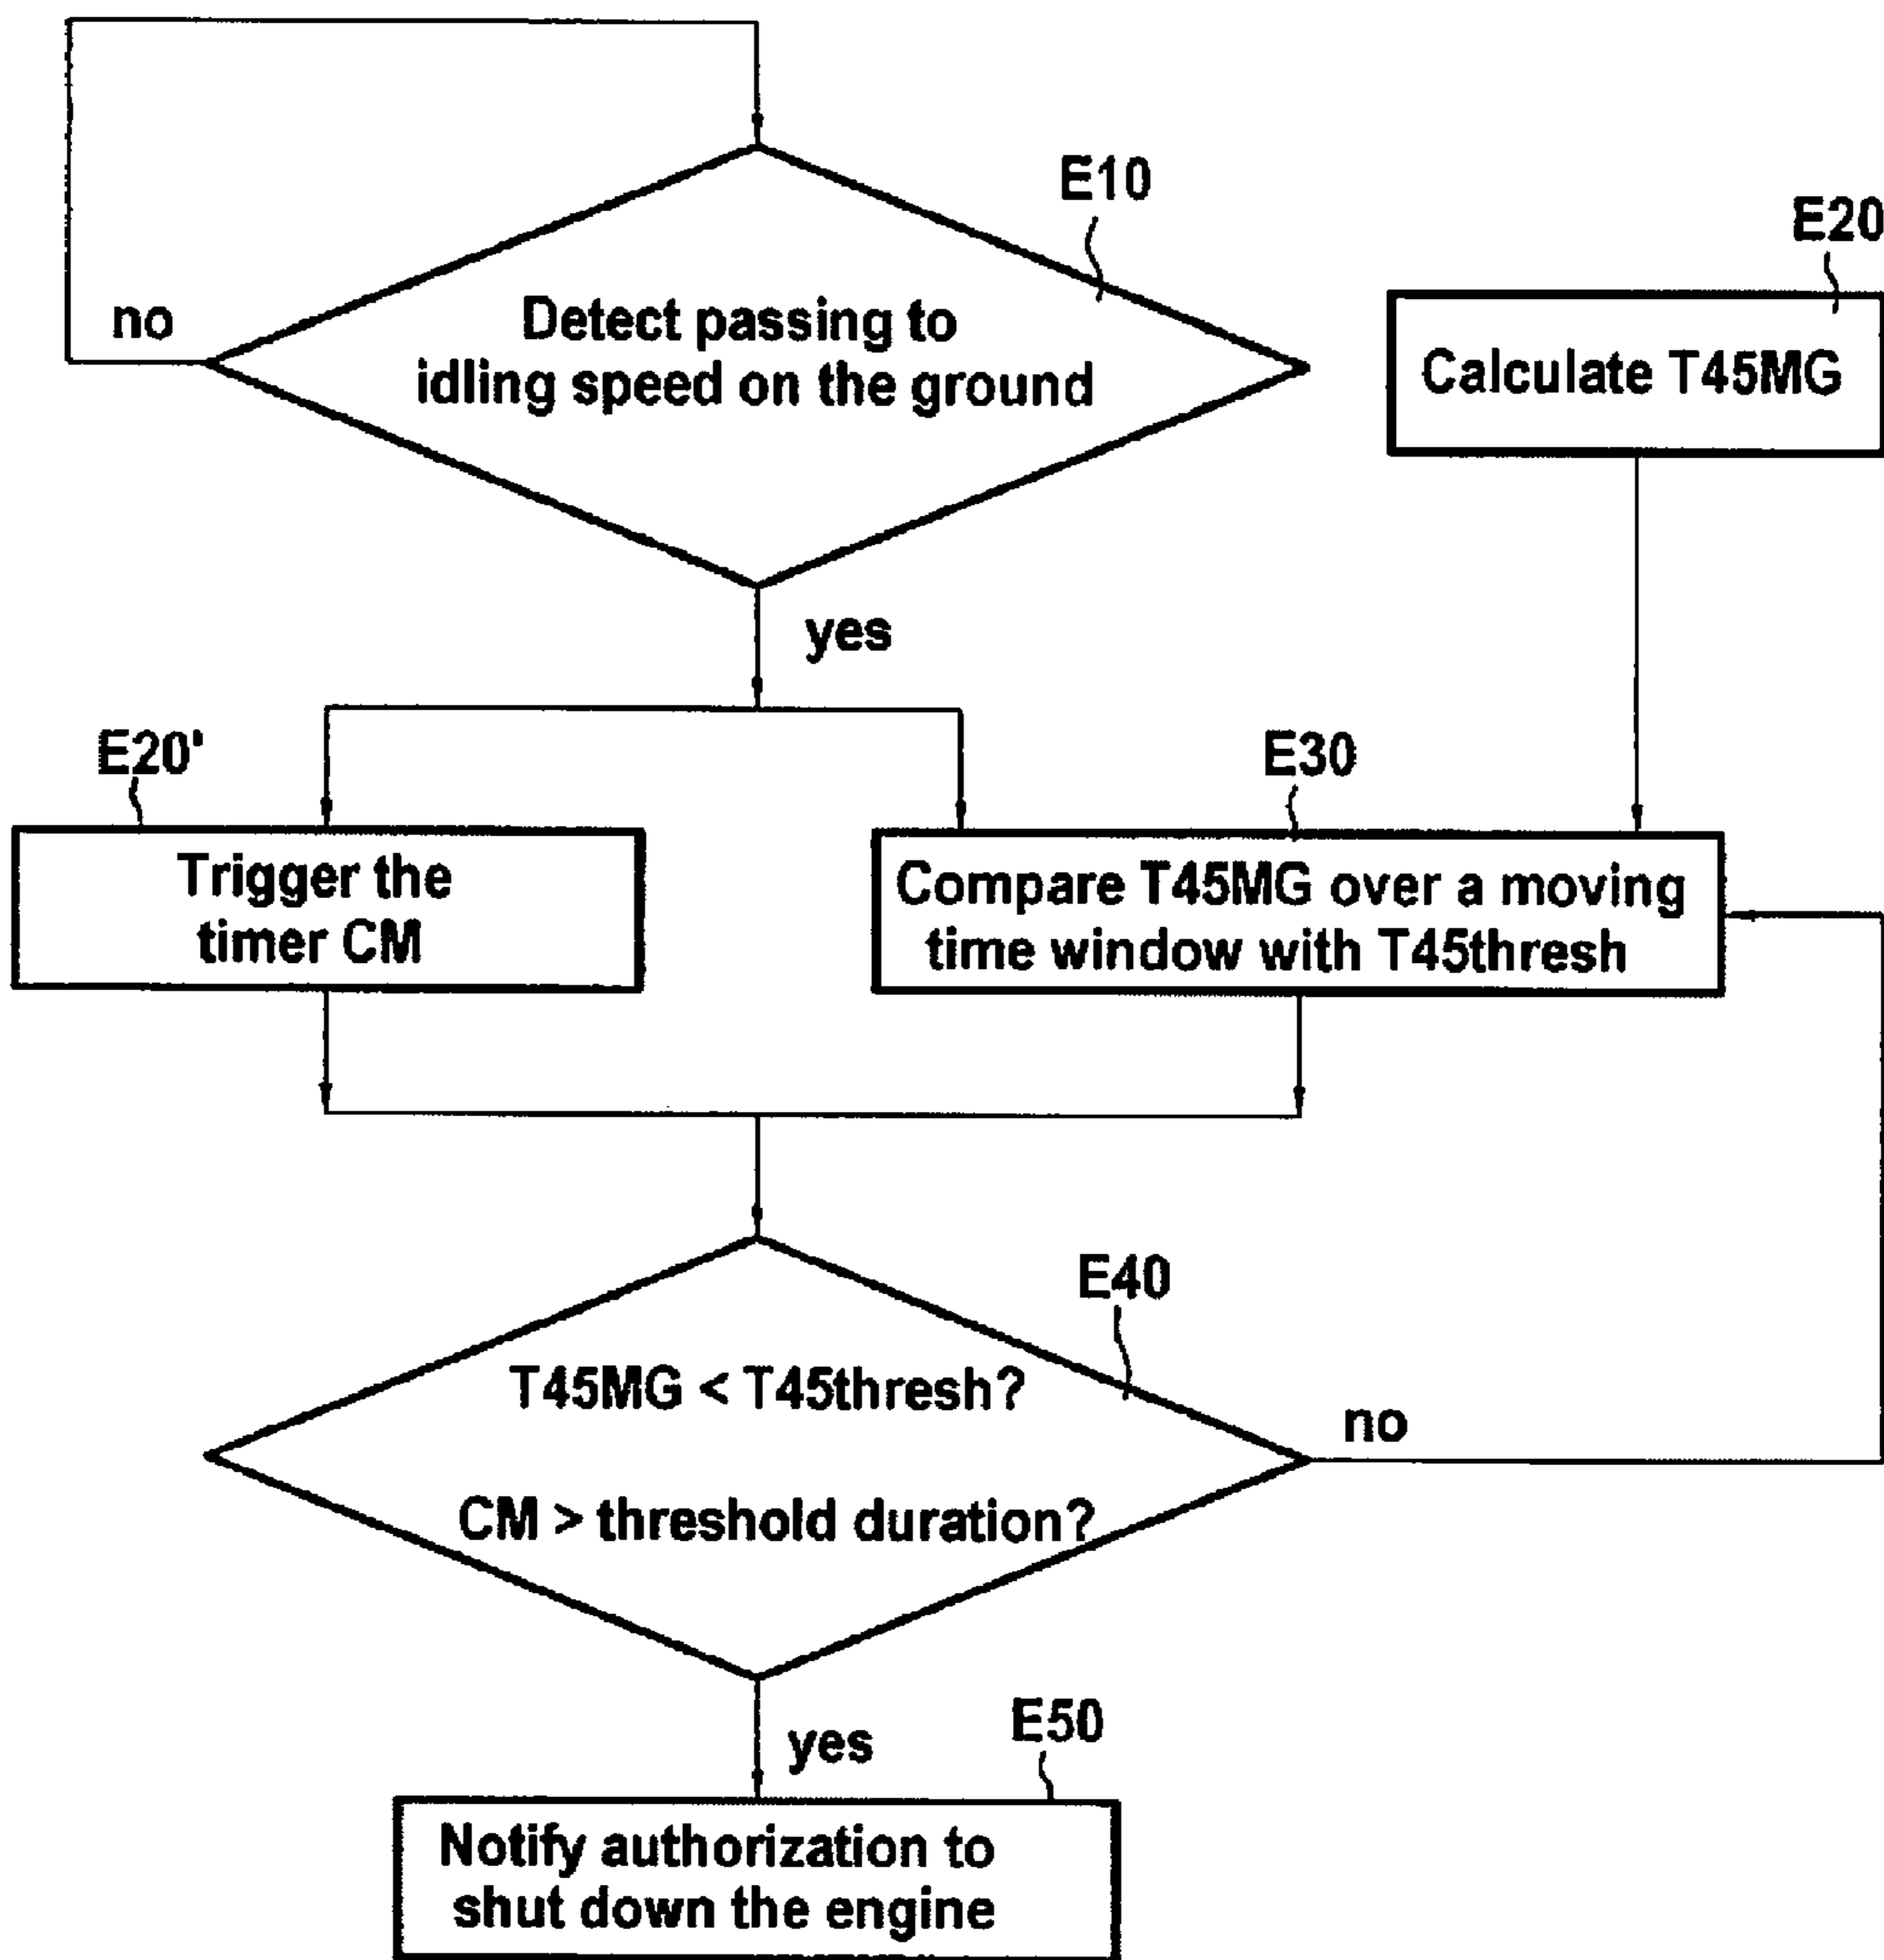 E10
E20
Detect passing to
idling speed on the ground
no
Calculate T45MG
yes
E20'
E30
Trigger the
timer CM
Compare T45MG over a moving
time window with T45thresh
E40
T45MG < T45thresh?
no
CM > threshold duration?
yes
E50
Notify authorization to
shut down the engine